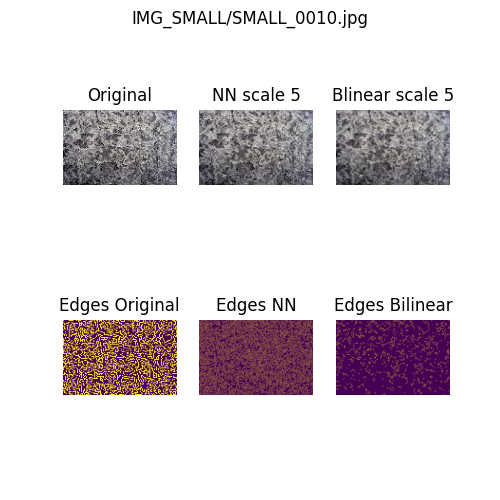 IMG_SMALL/SMALL_0010.jpg
Original
NN scale 5
Blinear scale 5
Edges Original
Edges NN
Edges Bilinear